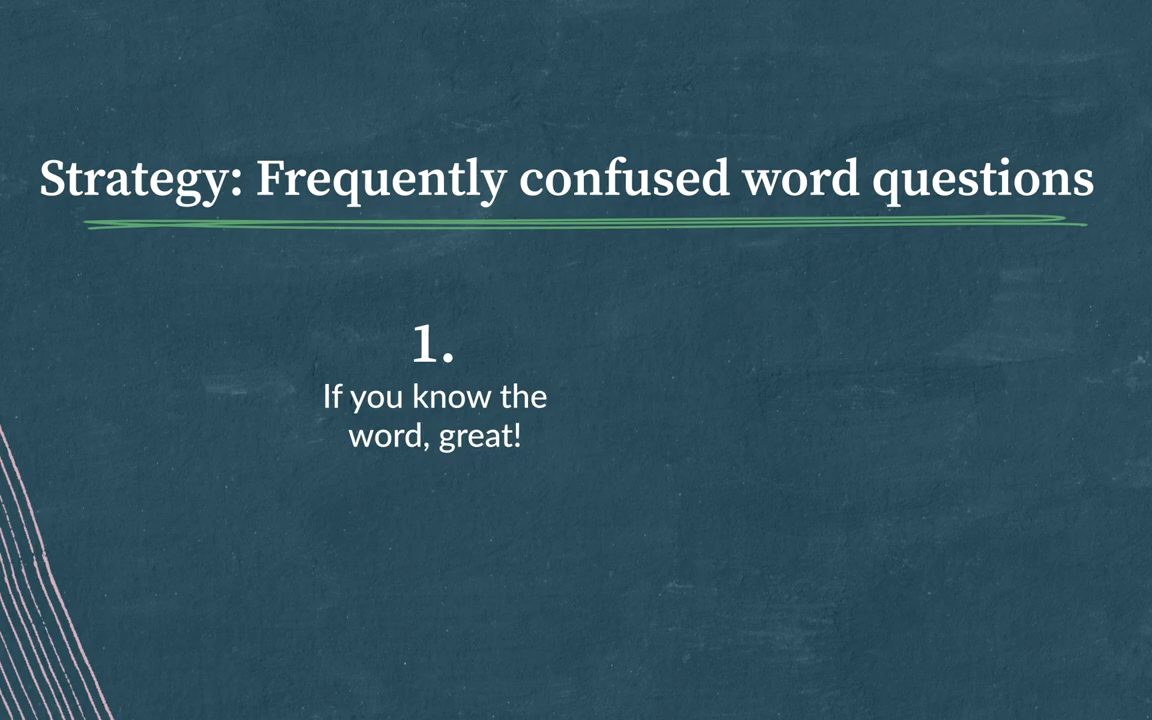 Strategy: Frequently confused word questions
1.
If you know the
word, great!